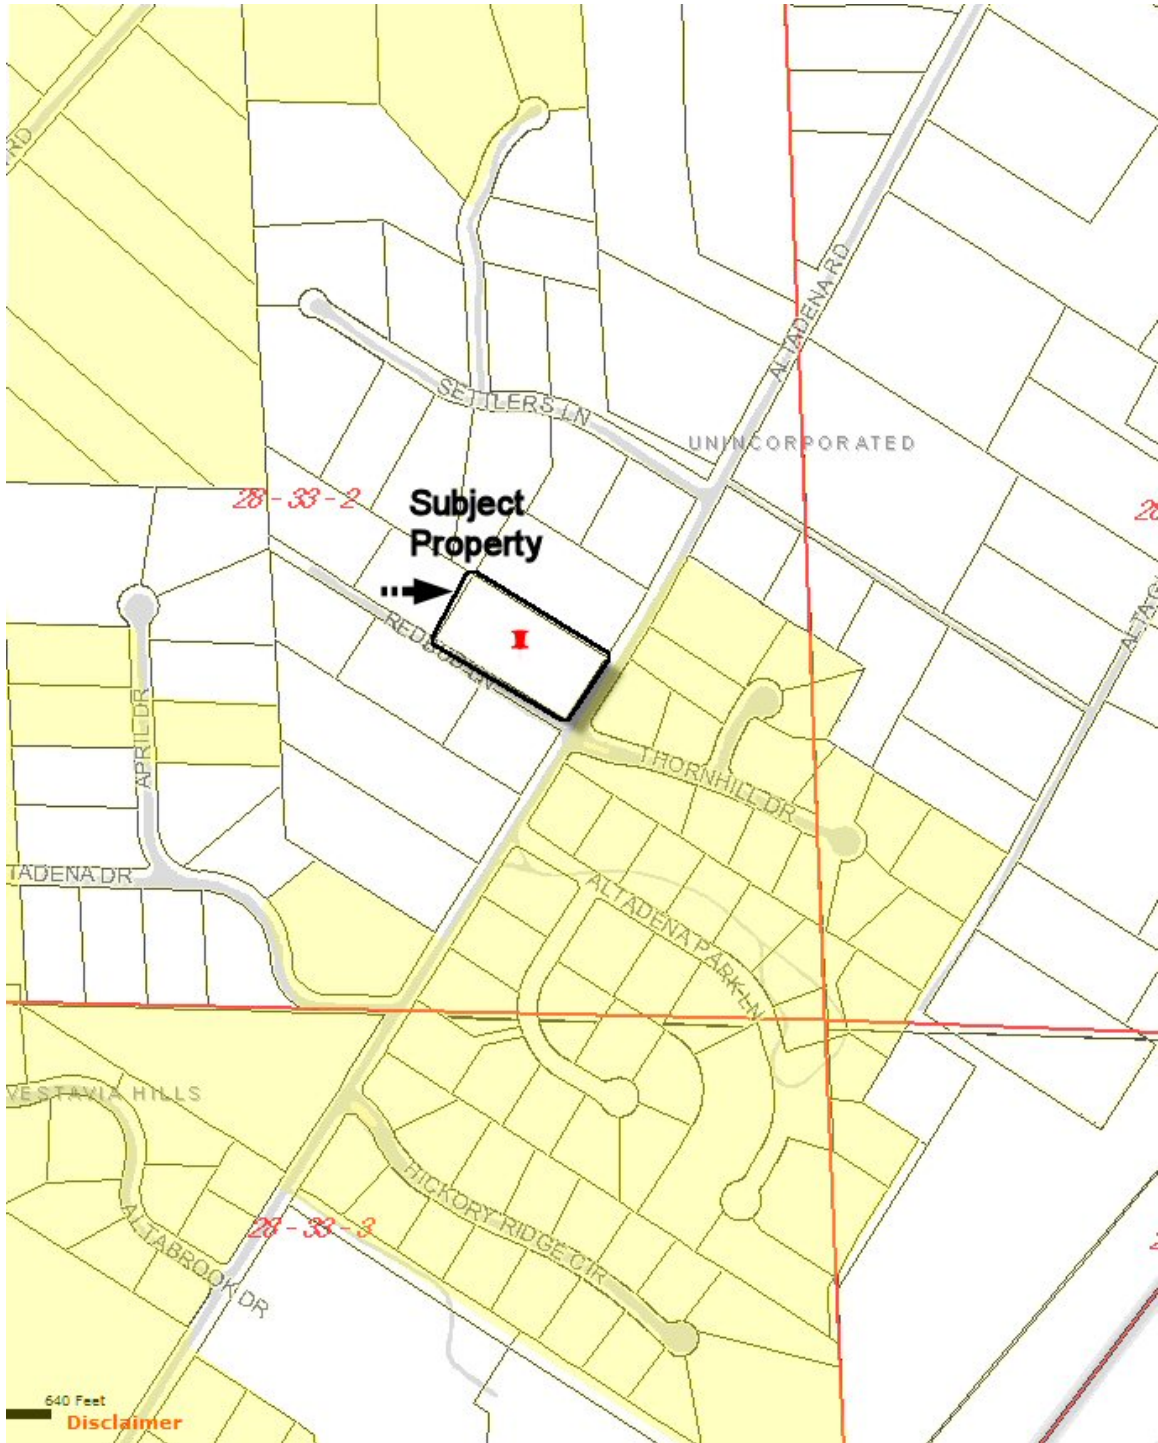 RD
ALTADENA RD
SETTLERS LN
UNINCORPORATED
28 - 33 - 2
28
Subject
Property
APRIL DR
THORNHILL DR
TADENA DR
ALTADENA PARK LN
VESTAVIA HILLS
HICKORY RIDGE CIR
28 - 33 - 3
ALTABROOK DR
640 Feet
Disclaimer